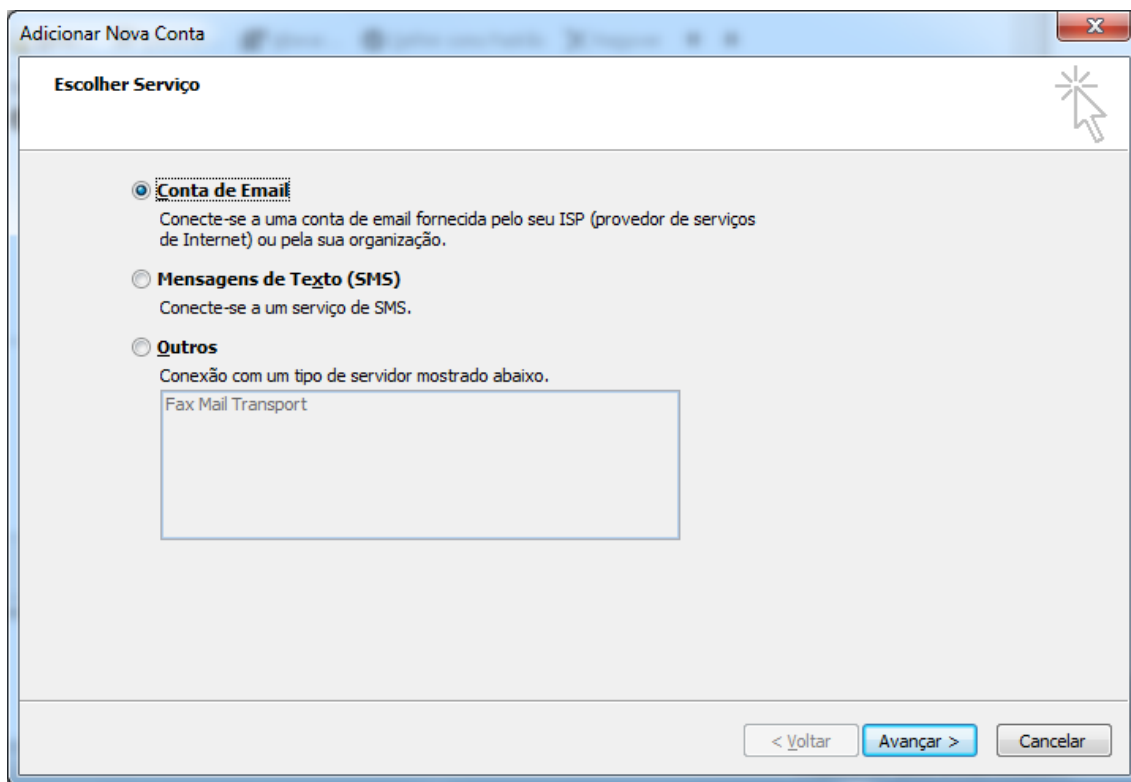 Adicionar Nova Conta
Escolher Serviço
Conta de Email
Conecte-se a uma conta de email fornecida pelo seu ISP (provedor de serviços
de Internet) ou pela sua organização.
Mensagens de Texto (SMS)
Conecte-se a um serviço de SMS.
Outros
Conexão com um tipo de servidor mostrado abaixo.
Fax Mail Transport
< Voltar
Avançar >
Cancelar